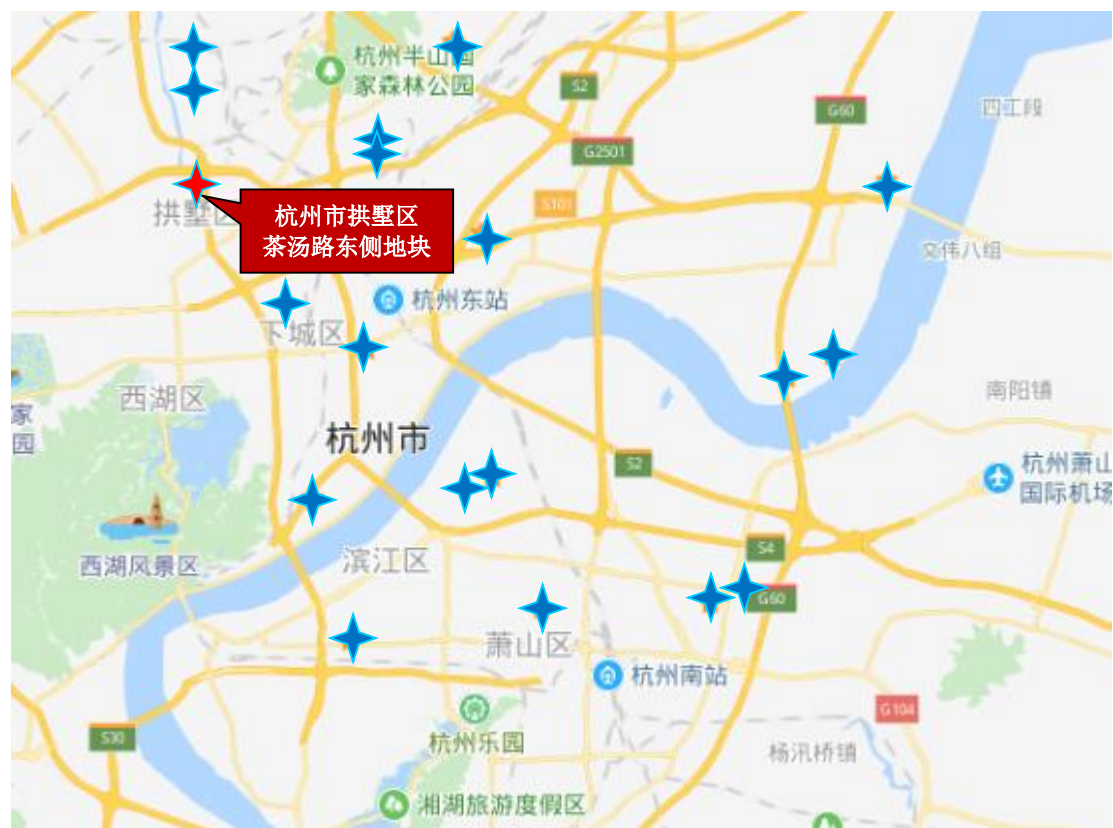 杭州半山国
家森林公园
S2
G60
四工段
G2501
拱墅区
杭州市拱墅区
茶汤路东侧地块
S101
文伟八组
杭州东站
下城区
西湖区
南阳镇
家
园
杭州市
S2
杭州萧山
国际机场
西湖风景区
滨江区
S4
G60
萧山区
杭州南站
G104
S30
杭州乐园
杨汛桥镇
湘湖旅游度假区